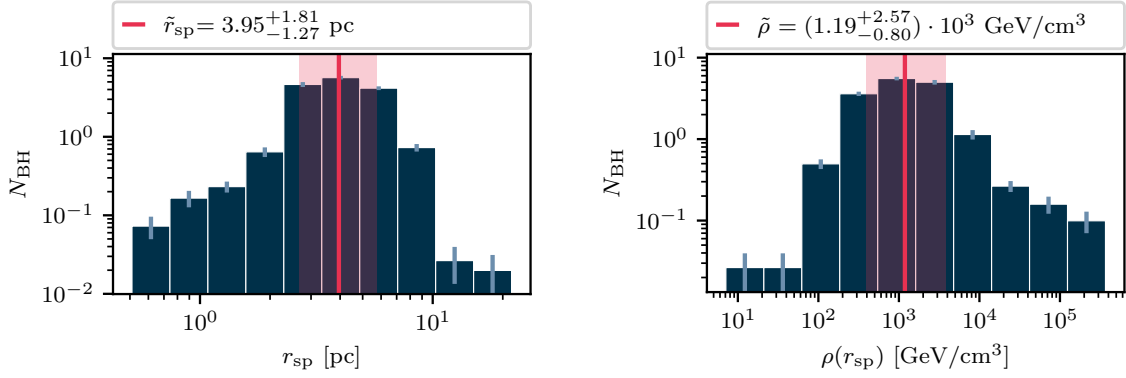 r̃sp= 3.95+1.81−1.27 pc
N_BH
10^1
10^0
10^−1
10^−2
10^0
10^1
r_sp [pc]
ρ̃ = (1.19+2.57−0.80) · 10^3 GeV/cm^3
N_BH
10^1
10^0
10^−1
10^1
10^2
10^3
10^4
10^5
ρ(r_sp) [GeV/cm^3]